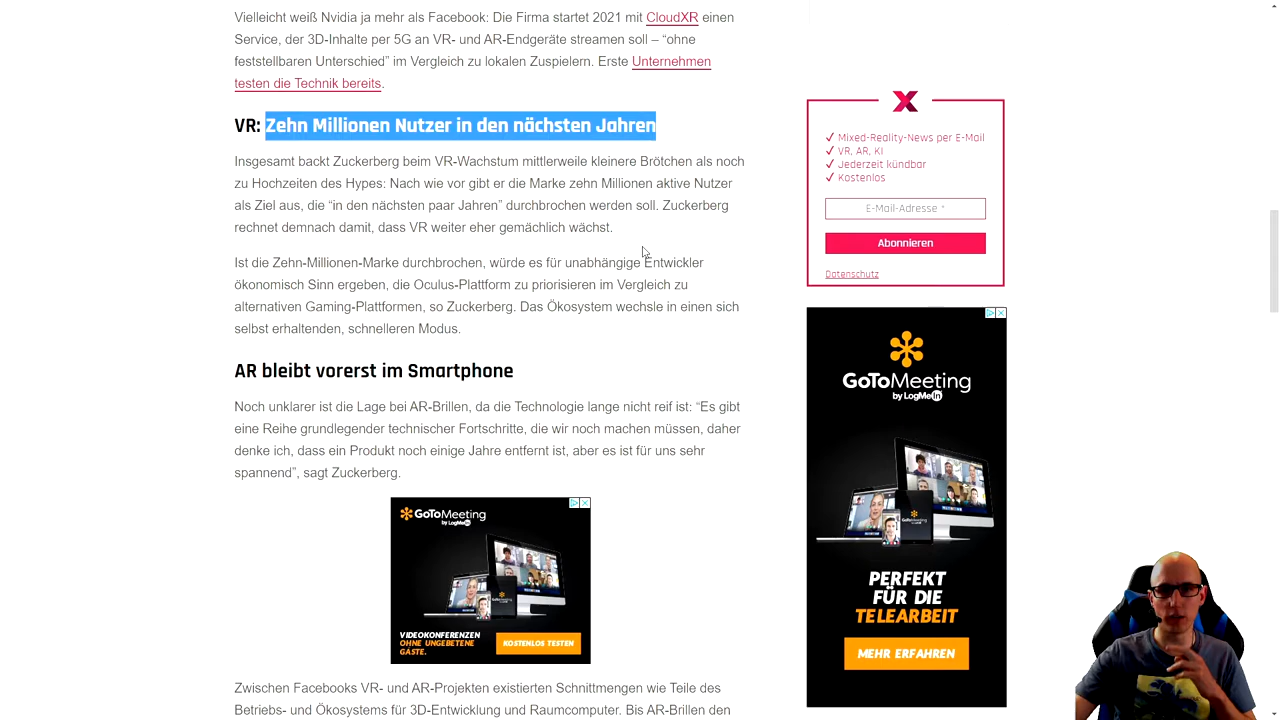 Vielleicht weiß Nvidia ja mehr als Facebook: Die Firma startet 2021 mit CloudXR einen
Service, der 3D-Inhalte per 5G an VR- und AR-Endgeräte streamen soll – “ohne
feststellbaren Unterschied” im Vergleich zu lokalen Zuspielern. Erste Unternehmen
testen die Technik bereits.
VR: Zehn Millionen Nutzer in den nächsten Jahren
Insgesamt backt Zuckerberg beim VR-Wachstum mittlerweile kleinere Brötchen als noch
zu Hochzeiten des Hypes: Nach wie vor gibt er die Marke zehn Millionen aktive Nutzer
als Ziel aus, die “in den nächsten paar Jahren” durchbrochen werden soll. Zuckerberg
rechnet demnach damit, dass VR weiter eher gemächlich wächst.
Ist die Zehn-Millionen-Marke durchbrochen, würde es für unabhängige Entwickler
ökonomisch Sinn ergeben, die Oculus-Plattform zu priorisieren im Vergleich zu
alternativen Gaming-Plattformen, so Zuckerberg. Das Ökosystem wechsle in einen sich
selbst erhaltenden, schnelleren Modus.
AR bleibt vorerst im Smartphone
Noch unklarer ist die Lage bei AR-Brillen, da die Technologie lange nicht reif ist: “Es gibt
eine Reihe grundlegender technischer Fortschritte, die wir noch machen müssen, daher
denke ich, dass ein Produkt noch einige Jahre entfernt ist, aber es ist für uns sehr
spannend”, sagt Zuckerberg.
GoToMeeting
by LogMeIn
VIDEOKONFERENZEN
OHNE UNGEBETENE
GÄSTE.
KOSTENLOS TESTEN
Zwischen Facebooks VR- und AR-Projekten existierten Schnittmengen wie Teile des
Betriebs- und Ökosystems für 3D-Entwicklung und Raumcomputer. Bis AR-Brillen den
✓ Mixed-Reality-News per E-Mail
✓ VR, AR, KI
✓ Jederzeit kündbar
✓ Kostenlos
E-Mail-Adresse *
Abonnieren
Datenschutz
GoToMeeting
by LogMeIn
PERFEKT
FÜR DIE
TELEARBEIT
MEHR ERFAHREN